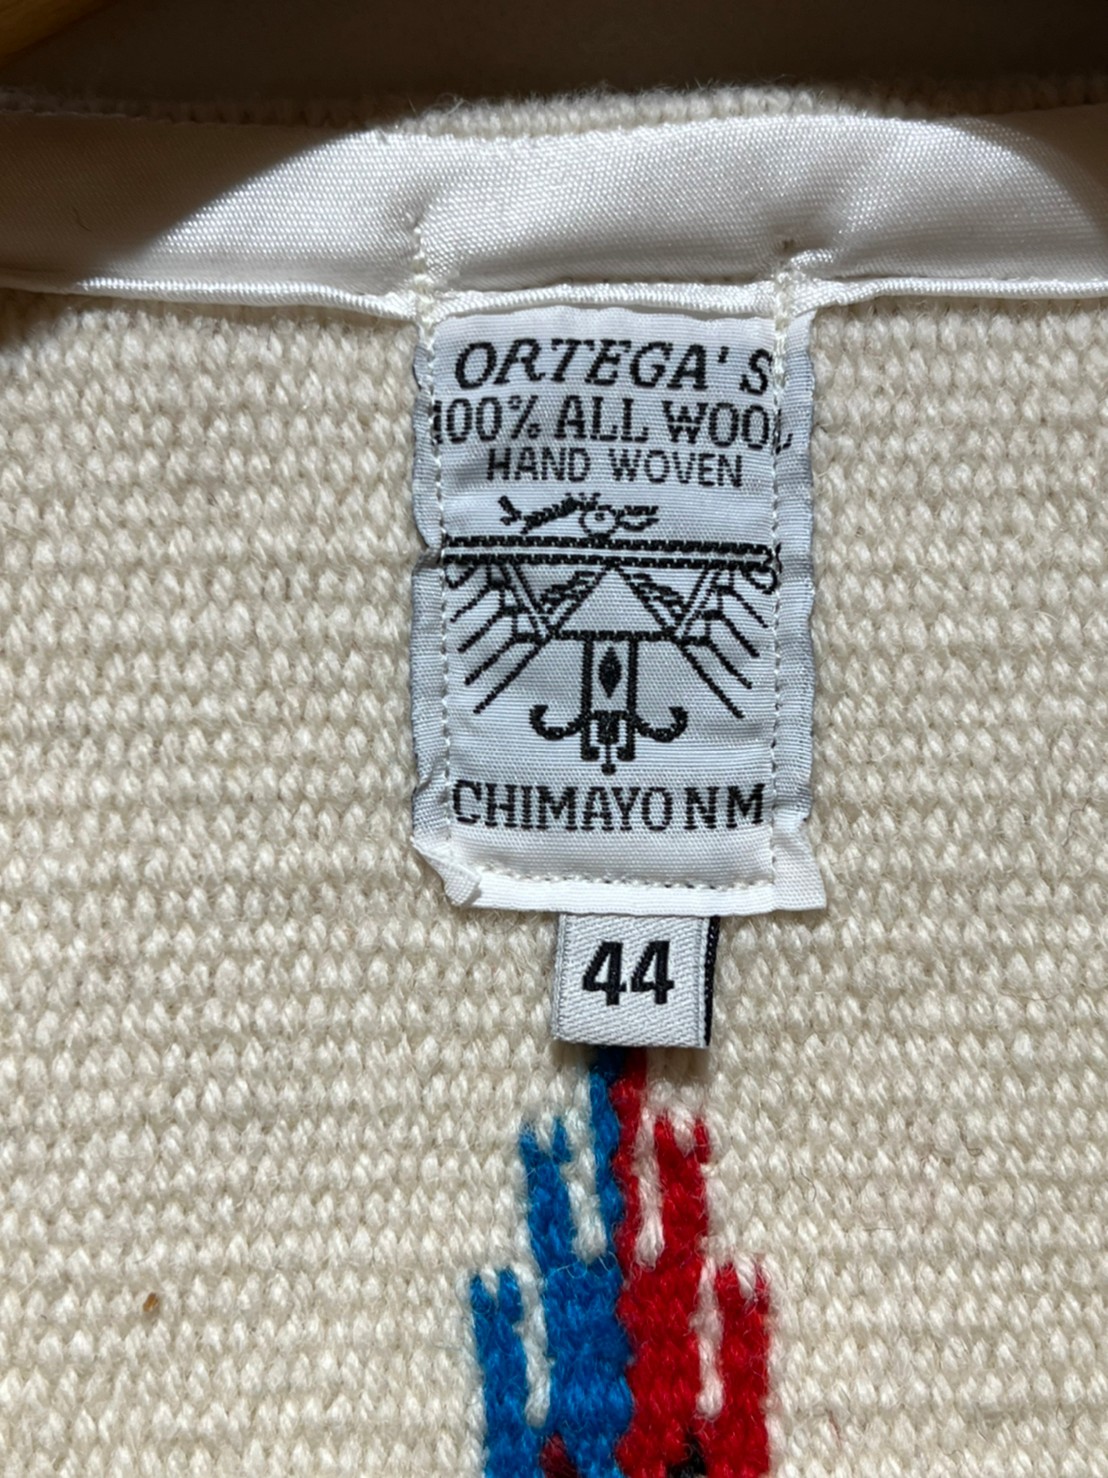 ORTEGA'S
100% ALL WOOL
HAND WOVEN
CHIMAYO NM
44